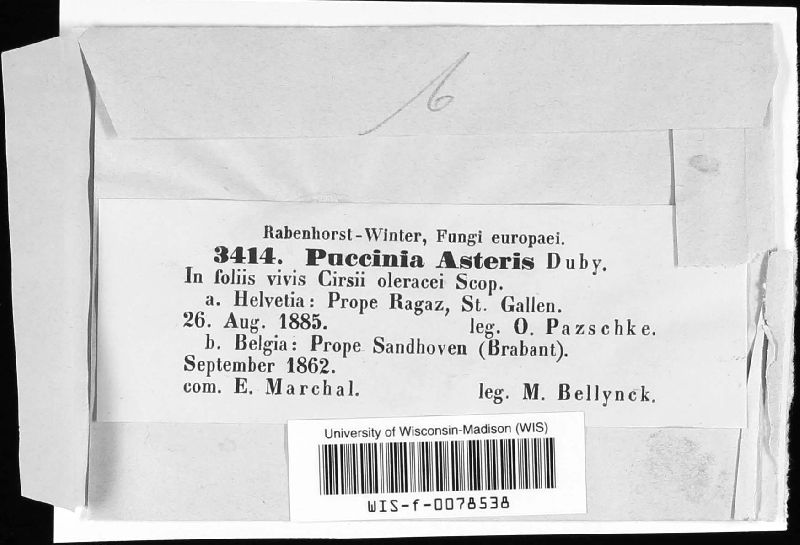 6
Rabenhorst-Winter, Fungi europaei.
3414. Puccinia Asteris Duby.
In foliis vivis Cirsii oleracei Scop.
a. Helvetia: Prope Ragaz, St. Gallen.
26. Aug. 1885. leg. O. Pazschke.
b. Belgia: Prope Sandhoven (Brabant).
September 1862.
com. E. Marchal. leg. M. Bellynck.
University of Wisconsin-Madison (WIS)
WIS-f-0078538